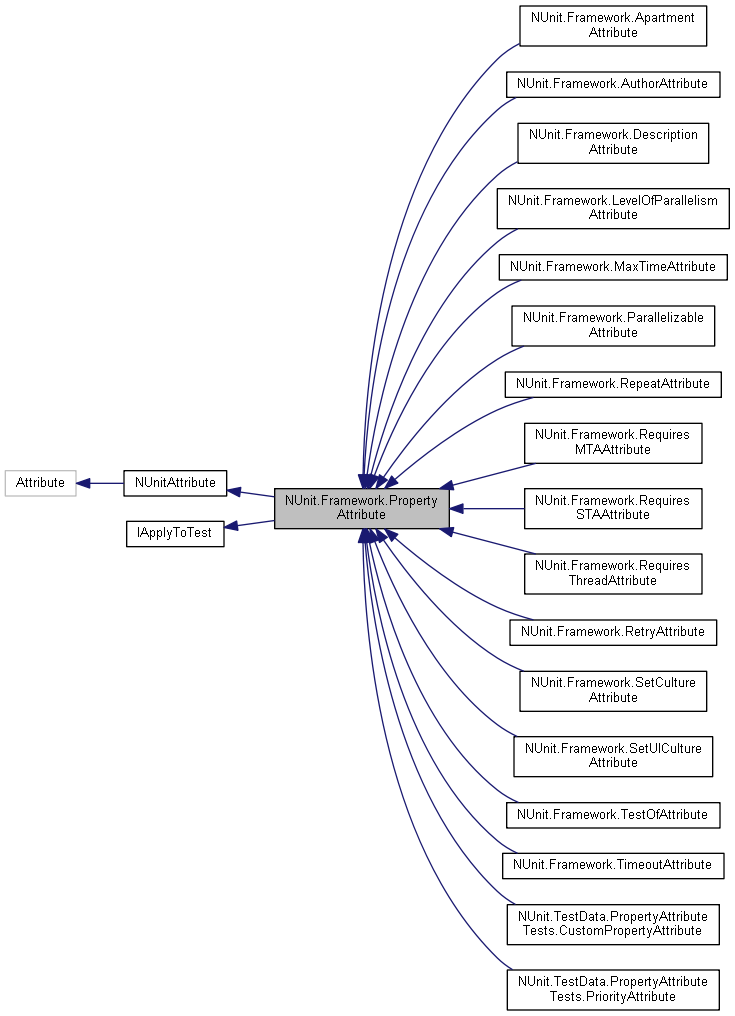 NUnit.Framework.Apartment
Attribute
NUnit.Framework.AuthorAttribute
NUnit.Framework.Description
Attribute
NUnit.Framework.LevelOfParallelism
Attribute
NUnit.Framework.MaxTimeAttribute
NUnit.Framework.Parallelizable
Attribute
NUnit.Framework.RepeatAttribute
NUnit.Framework.Requires
MTAAttribute
Attribute
NUnitAttribute
NUnit.Framework.Property
Attribute
IApplyToTest
NUnit.Framework.Requires
STAAttribute
NUnit.Framework.Requires
ThreadAttribute
NUnit.Framework.RetryAttribute
NUnit.Framework.SetCulture
Attribute
NUnit.Framework.SetUICulture
Attribute
NUnit.Framework.TestOfAttribute
NUnit.Framework.TimeoutAttribute
NUnit.TestData.PropertyAttribute
Tests.CustomPropertyAttribute
NUnit.TestData.PropertyAttribute
Tests.PriorityAttribute